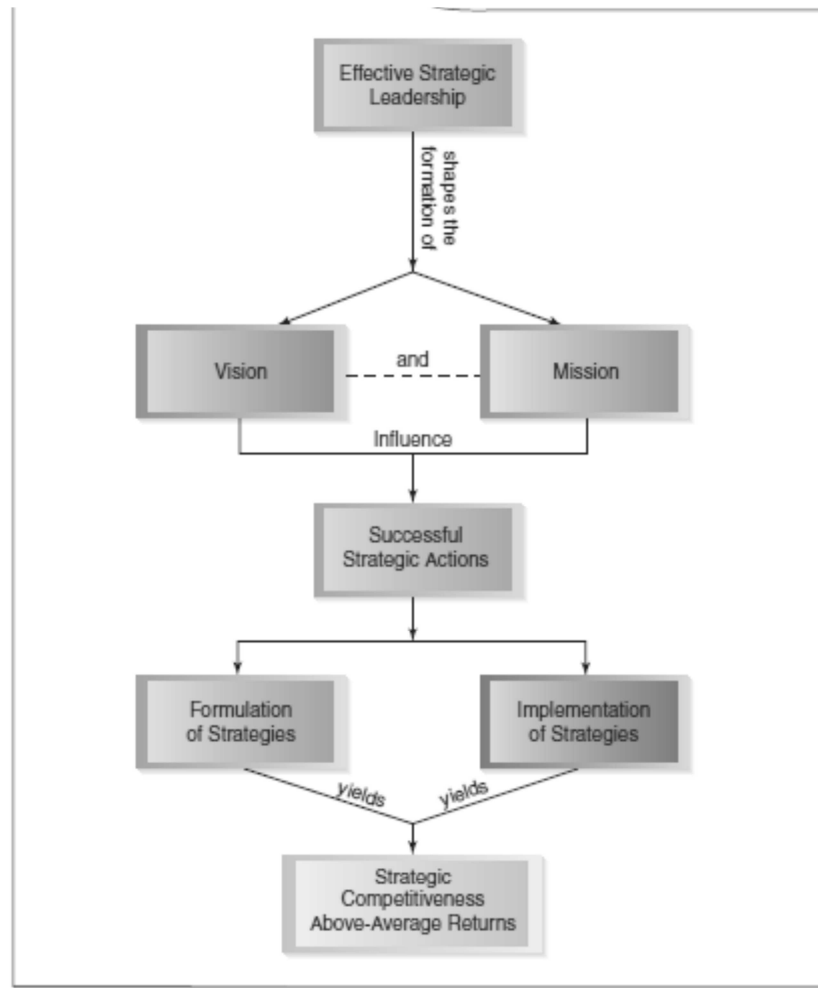 Effective Strategic
Leadership
shapes the
formation of
Vision
and
Mission
Influence
Successful
Strategic Actions
Formulation
of Strategies
Implementation
of Strategies
yields
yields
Strategic
Competitiveness
Above-Average Returns